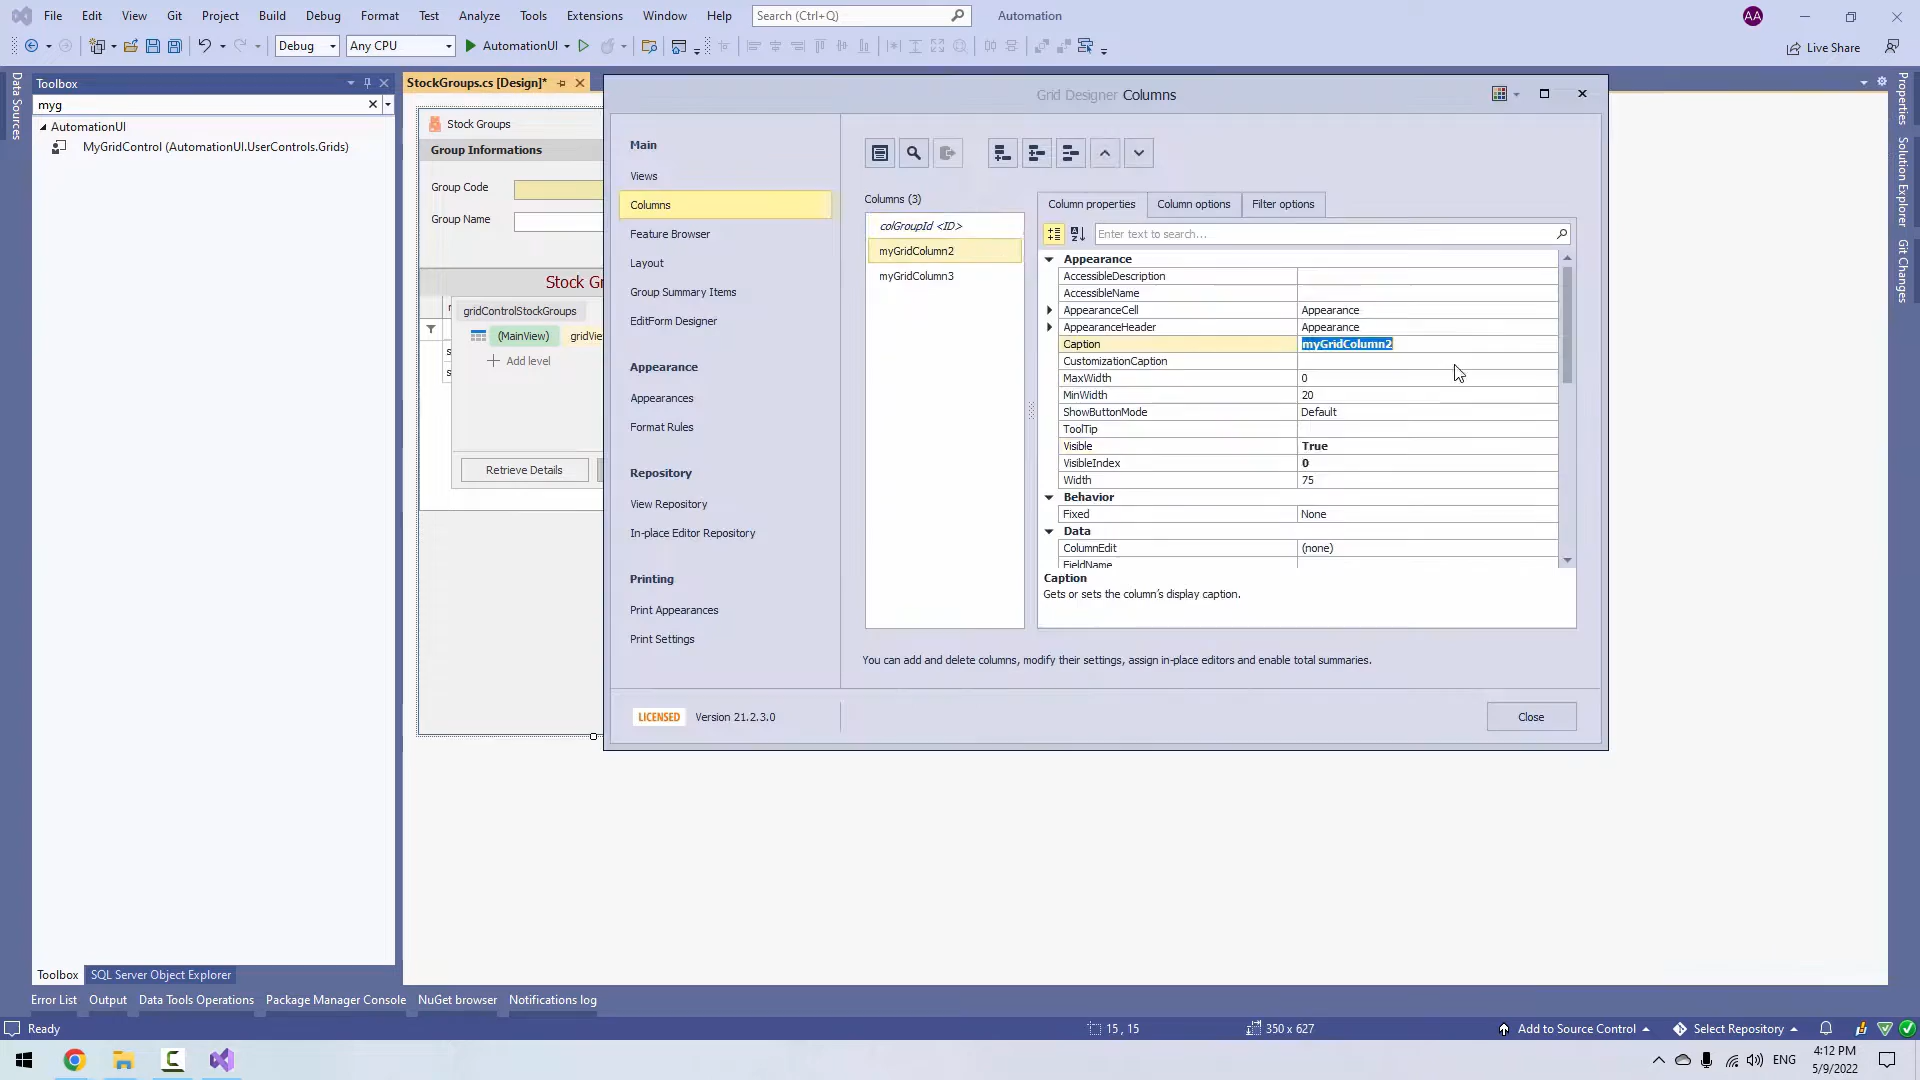 File Edit View Git Project Build Debug Format Test Analyze Tools Extensions Window Help Search (Ctrl+Q) Automation AA
Debug Any CPU AutomationUI Live Share
Data Sources
Toolbox
myg
AutomationUI
MyGridControl (AutomationUI.UserControls.Grids)
Toolbox SQL Server Object Explorer
StockGroups.cs [Design]*
Stock Groups
Group Informations
Group Code
Group Name
Stock Gr
gridControlStockGroups
(MainView) gridVie
Add level
Retrieve Details
Grid Designer Columns
Main
Views
Columns
Feature Browser
Layout
Group Summary Items
EditForm Designer
Appearance
Appearances
Format Rules
Repository
View Repository
In-place Editor Repository
Printing
Print Appearances
Print Settings
Columns (3)
colGroupId <ID>
myGridColumn2
myGridColumn3
Column properties Column options Filter options
Enter text to search...
Appearance
AccessibleDescription
AccessibleName
AppearanceCell Appearance
AppearanceHeader Appearance
Caption myGridColumn2
CustomizationCaption
MaxWidth 0
MinWidth 20
ShowButtonMode Default
ToolTip
Visible True
VisibleIndex 0
Width 75
Behavior
Fixed None
Data
ColumnEdit (none)
FieldName
Caption
Gets or sets the column's display caption.
You can add and delete columns, modify their settings, assign in-place editors and enable total summaries.
LICENSED Version 21.2.3.0
Close
Properties
Solution Explorer
Git Changes
Error List Output Data Tools Operations Package Manager Console NuGet browser Notifications log
Ready 15 , 15 350 x 627 Add to Source Control Select Repository
ENG 4:12 PM
5/9/2022